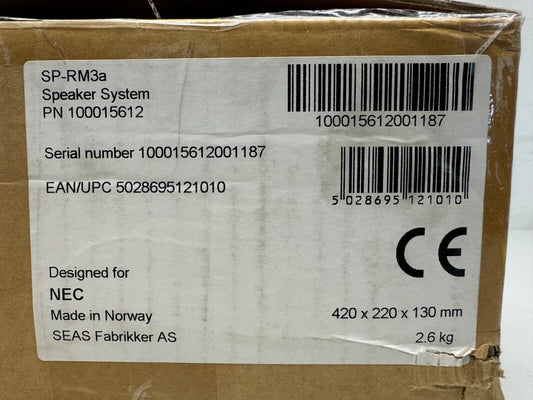 SP-RM3a
Speaker System
PN 100015612
100015612001187
Serial number 100015612001187
EAN/UPC 5028695121010
5 028695 121010
CE
Designed for
NEC
Made in Norway
420 x 220 x 130 mm
SEAS Fabrikker AS
2.6 kg